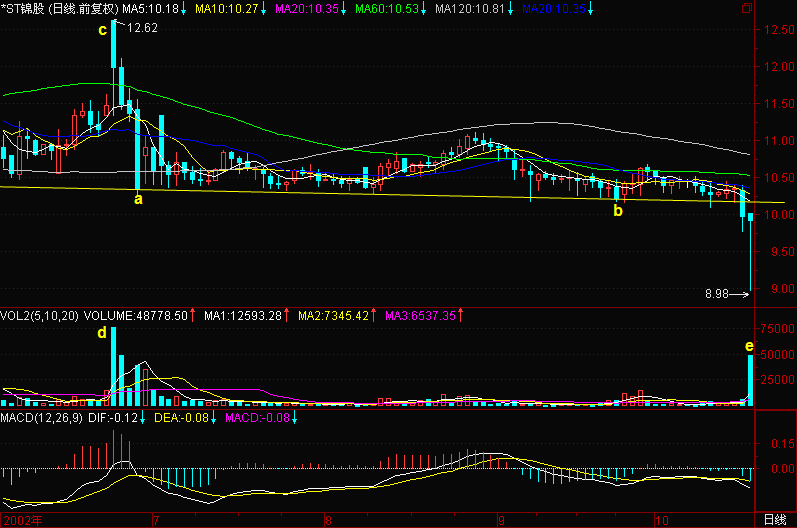 *ST锦股 (日线.前复权) MA5:10.18↓ MA10:10.27↓ MA20:10.35↓ MA60:10.53↓ MA120:10.81↓ MA20:10.35↓
c
12.62
12.50
12.00
11.50
11.00
10.50
a
b
10.00
9.50
8.98
9.00
VOL2(5,10,20) VOLUME:48778.50↑ MA1:12593.28↑ MA2:7345.42↑ MA3:6537.35↑
d
75000
e
50000
25000
MACD(12,26,9) DIF:-0.12↓ DEA:-0.08↓ MACD:-0.08↓
0.15
0.00
2002年 7 8 9 10 日线